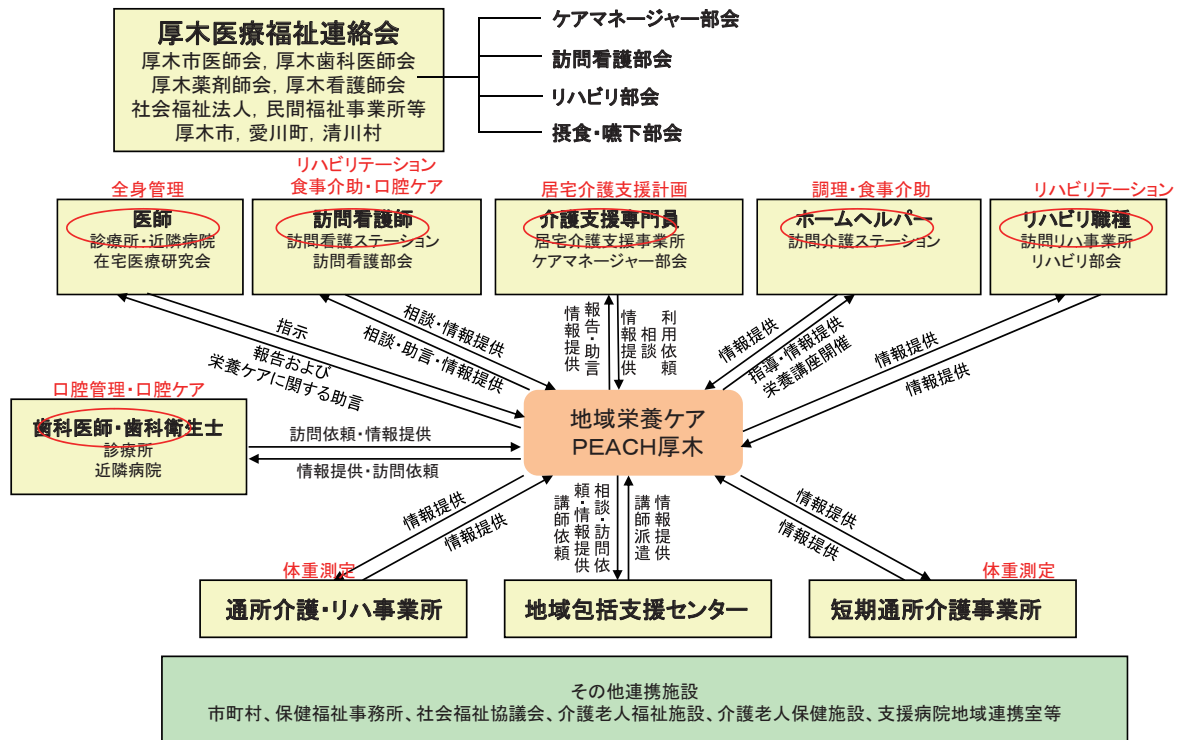 厚木医療福祉連絡会
厚木市医師会，厚木歯科医師会
厚木薬剤師会，厚木看護師会
社会福祉法人，民間福祉事業所等
厚木市，愛川町，清川村
ケアマネージャー部会
訪問看護部会
リハビリ部会
摂食・嚥下部会
全身管理
医師
診療所・近隣病院
在宅医療研究会
リハビリテーション
食事介助・口腔ケア
訪問看護師
訪問看護ステーション
訪問看護部会
居宅介護支援計画
介護支援専門員
居宅介護支援事業所
ケアマネージャー部会
調理・食事介助
ホームヘルパー
訪問介護ステーション
リハビリテーション
リハビリ職種
訪問リハ事業所
リハビリ部会
指示
報告および
栄養ケアに関する助言
相談・情報提供
相談・助言・情報提供
報告・助言
情報提供
利用依頼
相談
情報提供
情報提供
指導・情報提供
栄養講座開催
情報提供
情報提供
口腔管理・口腔ケア
歯科医師・歯科衛生士
診療所
近隣病院
訪問依頼・情報提供
情報提供・訪問依頼
地域栄養ケア
PEACH厚木
情報提供
情報提供
相談・訪問依
頼・情報提供
講師依頼
情報提供
講師派遣
情報提供
情報提供
体重測定
通所介護・リハ事業所
地域包括支援センター
体重測定
短期通所介護事業所
その他連携施設
市町村、保健福祉事務所、社会福祉協議会、介護老人福祉施設、介護老人保健施設、支援病院地域連携室等